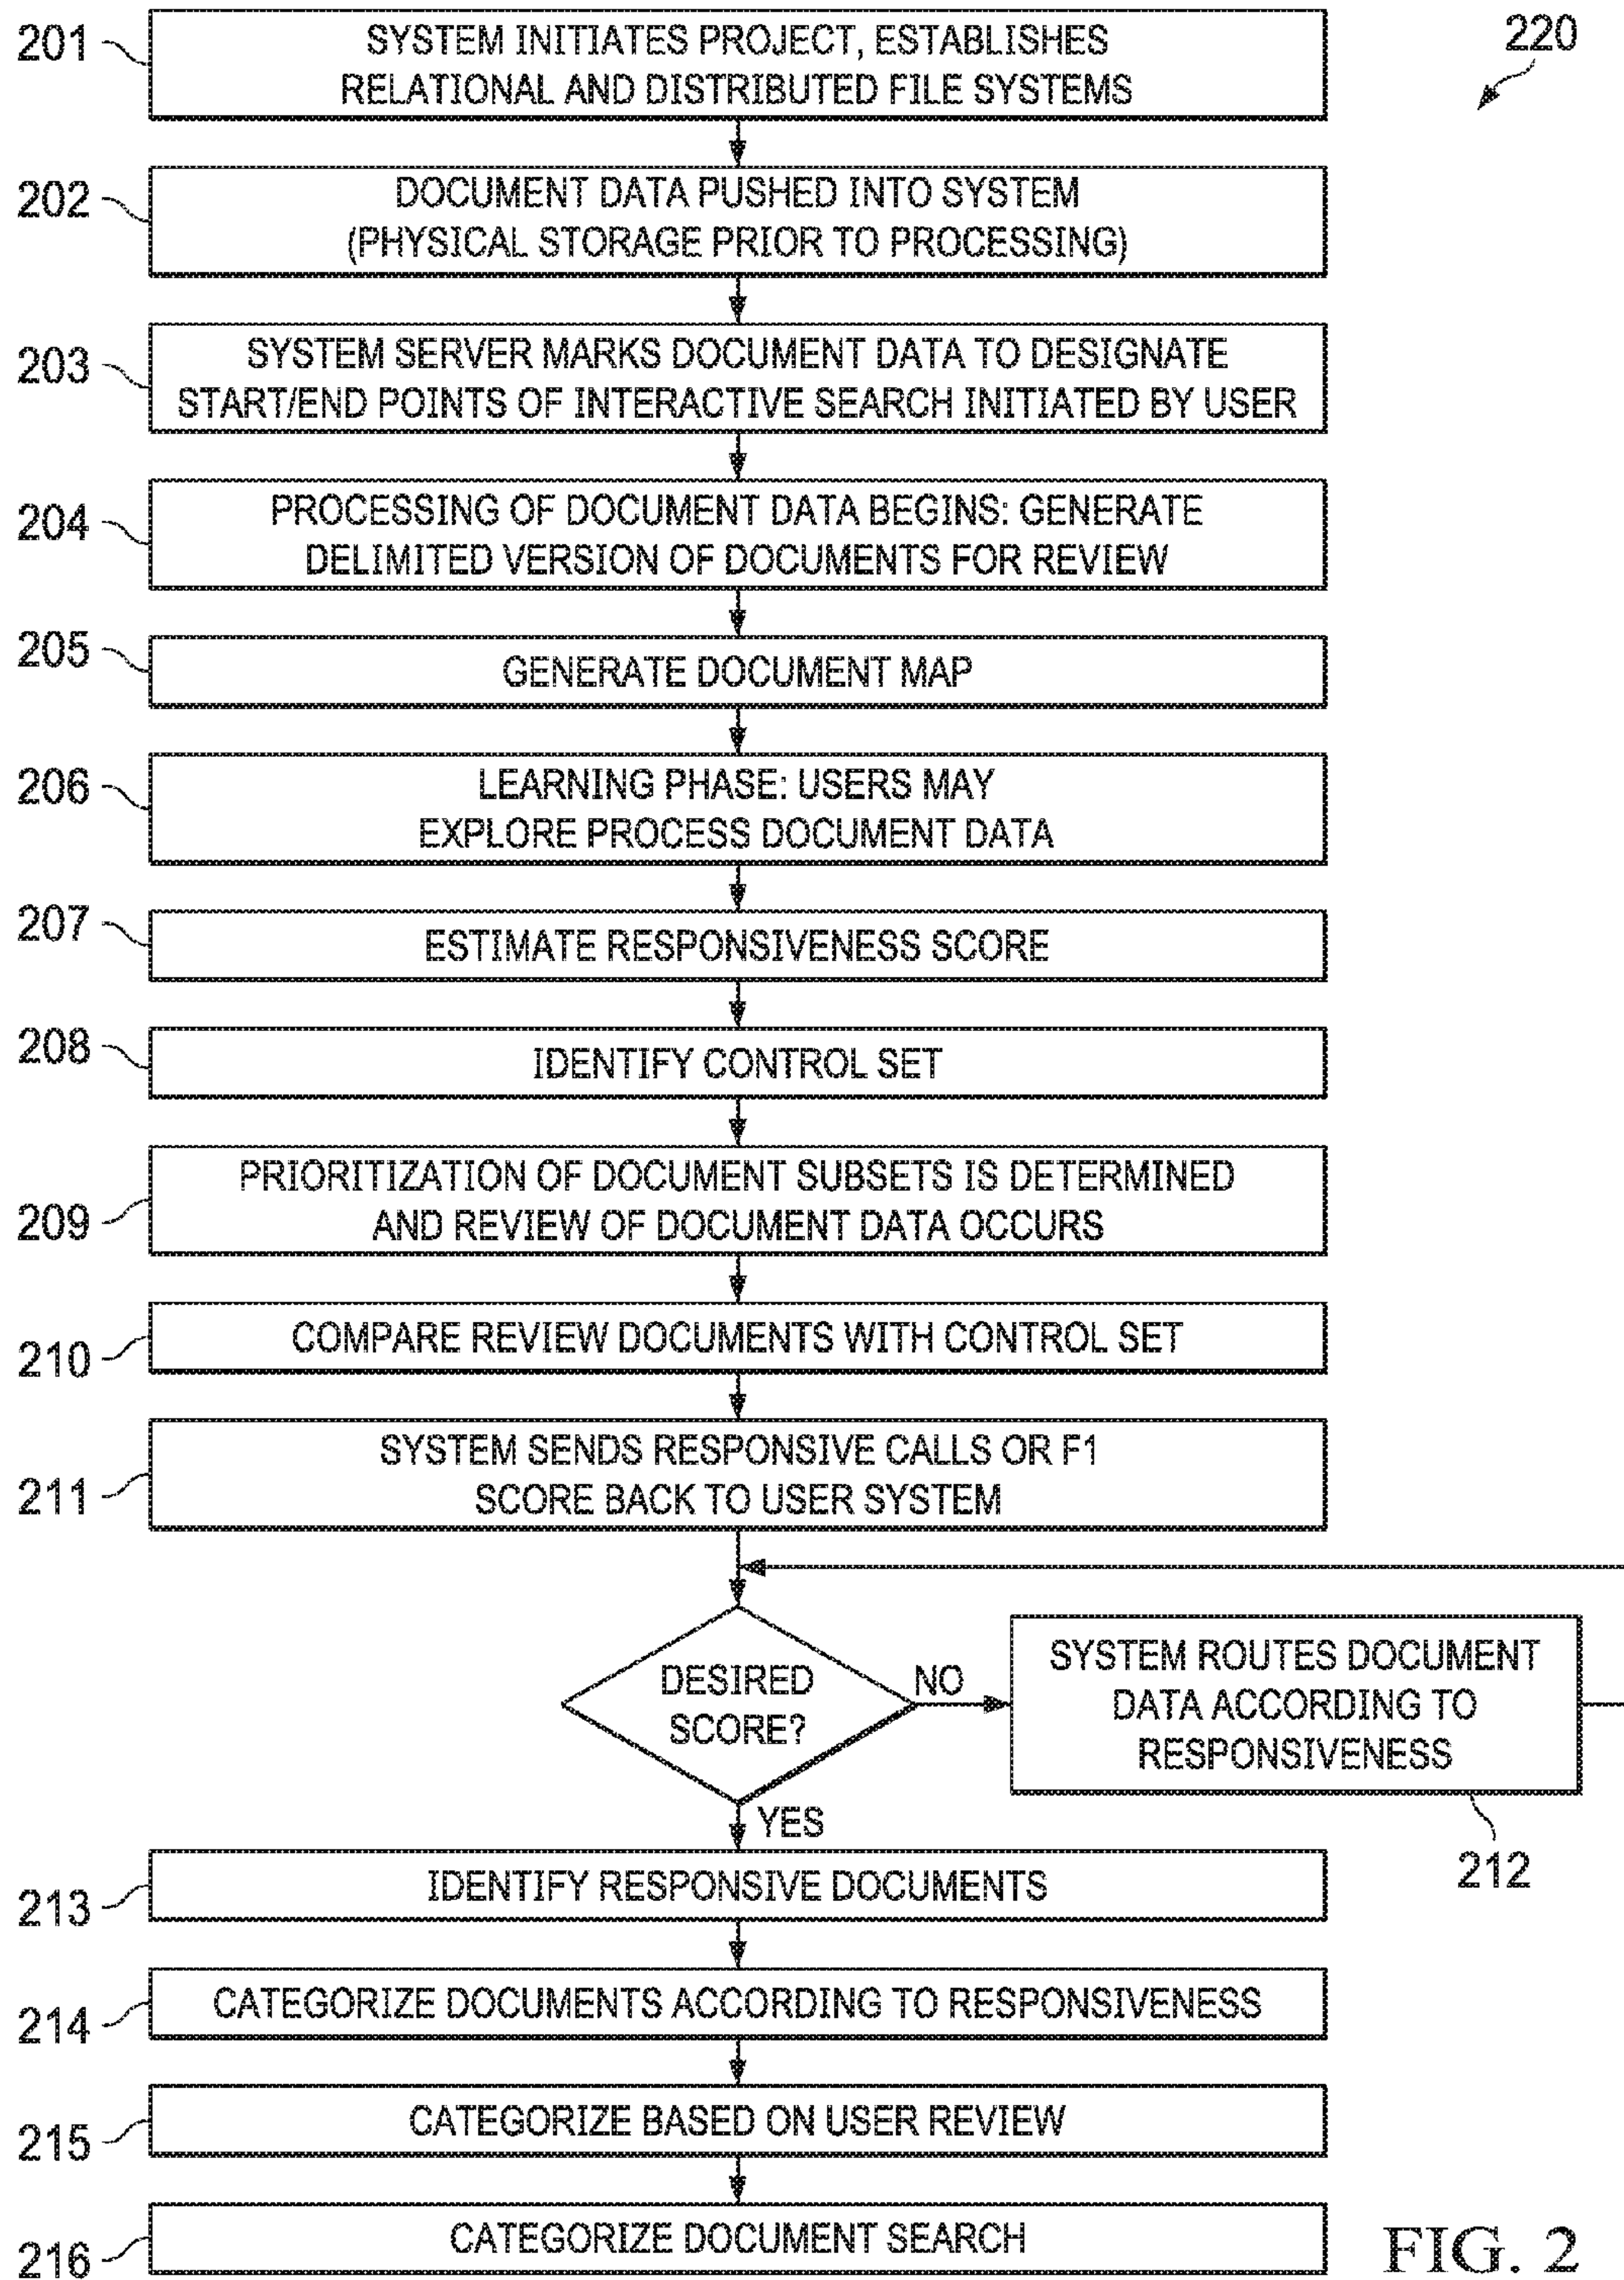 220
201
SYSTEM INITIATES PROJECT, ESTABLISHES
RELATIONAL AND DISTRIBUTED FILE SYSTEMS
202
DOCUMENT DATA PUSHED INTO SYSTEM
(PHYSICAL STORAGE PRIOR TO PROCESSING)
203
SYSTEM SERVER MARKS DOCUMENT DATA TO DESIGNATE
START/END POINTS OF INTERACTIVE SEARCH INITIATED BY USER
204
PROCESSING OF DOCUMENT DATA BEGINS: GENERATE
DELIMITED VERSION OF DOCUMENTS FOR REVIEW
205
GENERATE DOCUMENT MAP
206
LEARNING PHASE: USERS MAY
EXPLORE PROCESS DOCUMENT DATA
207
ESTIMATE RESPONSIVENESS SCORE
208
IDENTIFY CONTROL SET
209
PRIORITIZATION OF DOCUMENT SUBSETS IS DETERMINED
AND REVIEW OF DOCUMENT DATA OCCURS
210
COMPARE REVIEW DOCUMENTS WITH CONTROL SET
211
SYSTEM SENDS RESPONSIVE CALLS OR F1
SCORE BACK TO USER SYSTEM
DESIRED
SCORE?
NO
SYSTEM ROUTES DOCUMENT
DATA ACCORDING TO
RESPONSIVENESS
212
YES
213
IDENTIFY RESPONSIVE DOCUMENTS
214
CATEGORIZE DOCUMENTS ACCORDING TO RESPONSIVENESS
215
CATEGORIZE BASED ON USER REVIEW
216
CATEGORIZE DOCUMENT SEARCH
FIG. 2